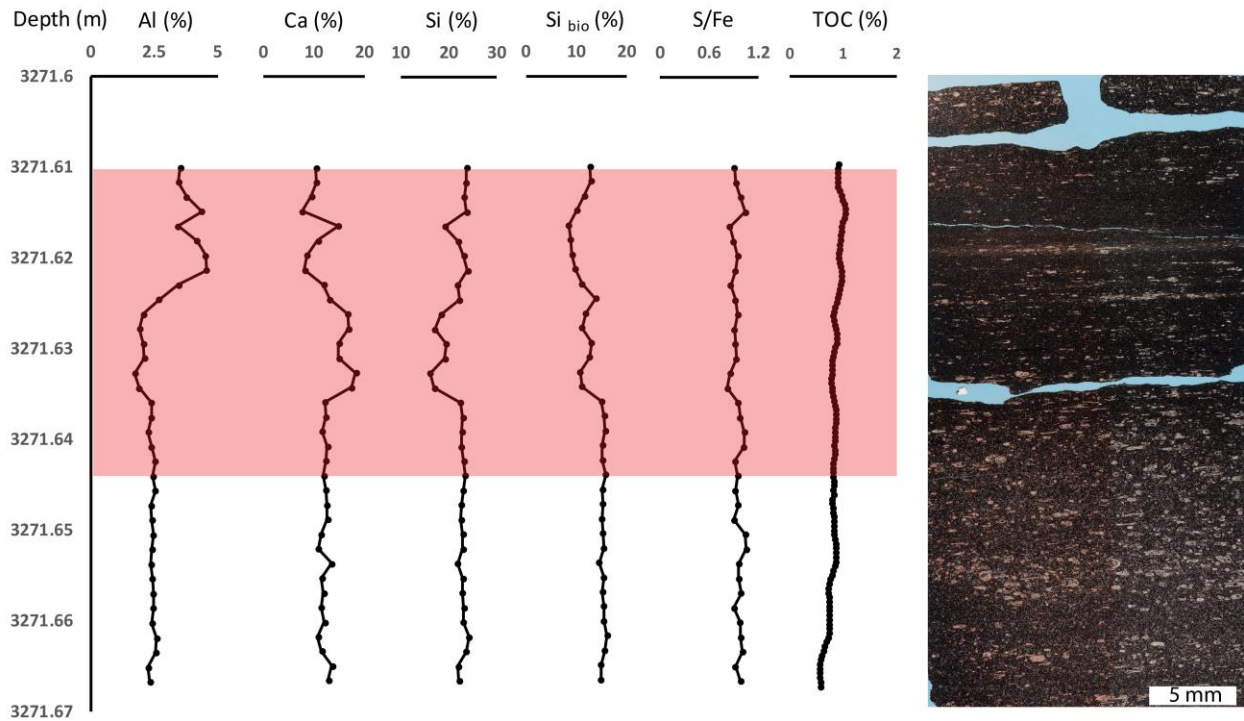 Depth (m) Al (%) Ca (%) Si (%) Si bio (%) S/Fe TOC (%)
0 2.5 5 0 10 20 10 20 30 0 10 20 0 0.6 1.2 0 1 2
3271.6
3271.61
3271.62
3271.63
3271.64
3271.65
3271.66
3271.67
5 mm